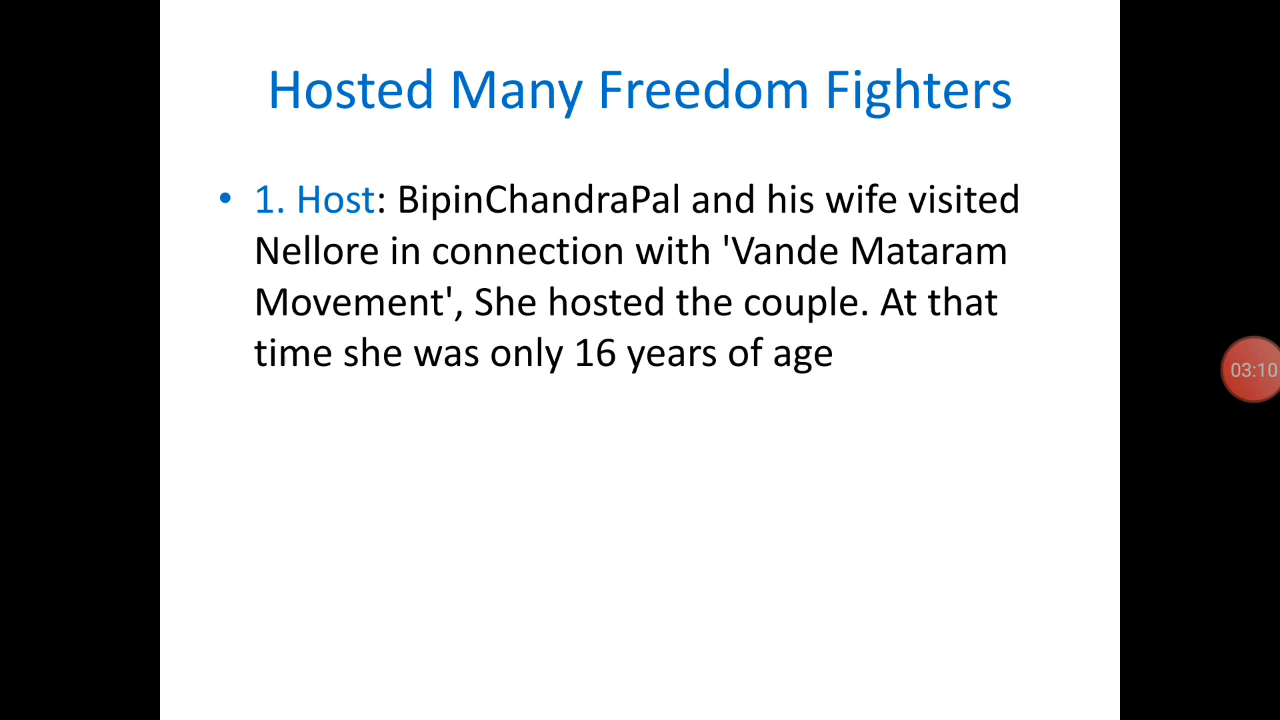 Hosted Many Freedom Fighters
• 1. Host: BipinChandraPal and his wife visited
Nellore in connection with 'Vande Mataram
Movement', She hosted the couple. At that
time she was only 16 years of age
03:10